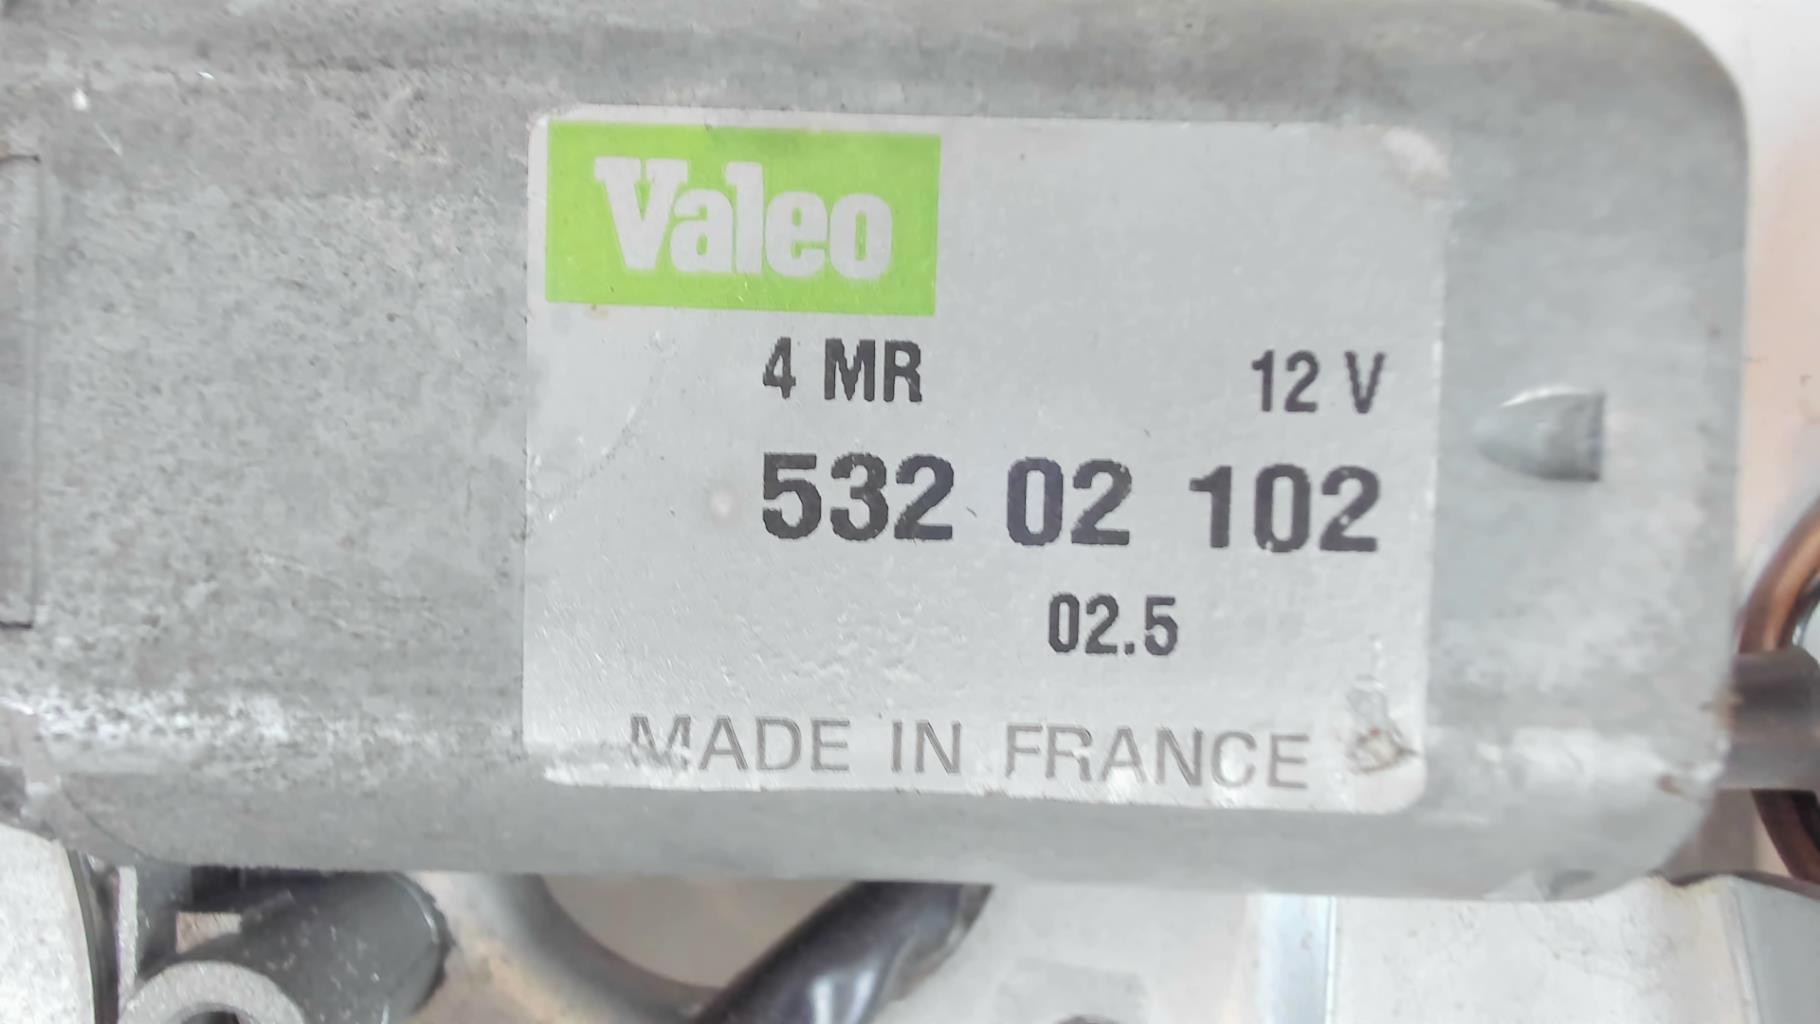 Valeo
4 MR 12 V
532 02 102
02.5
MADE IN FRANCE